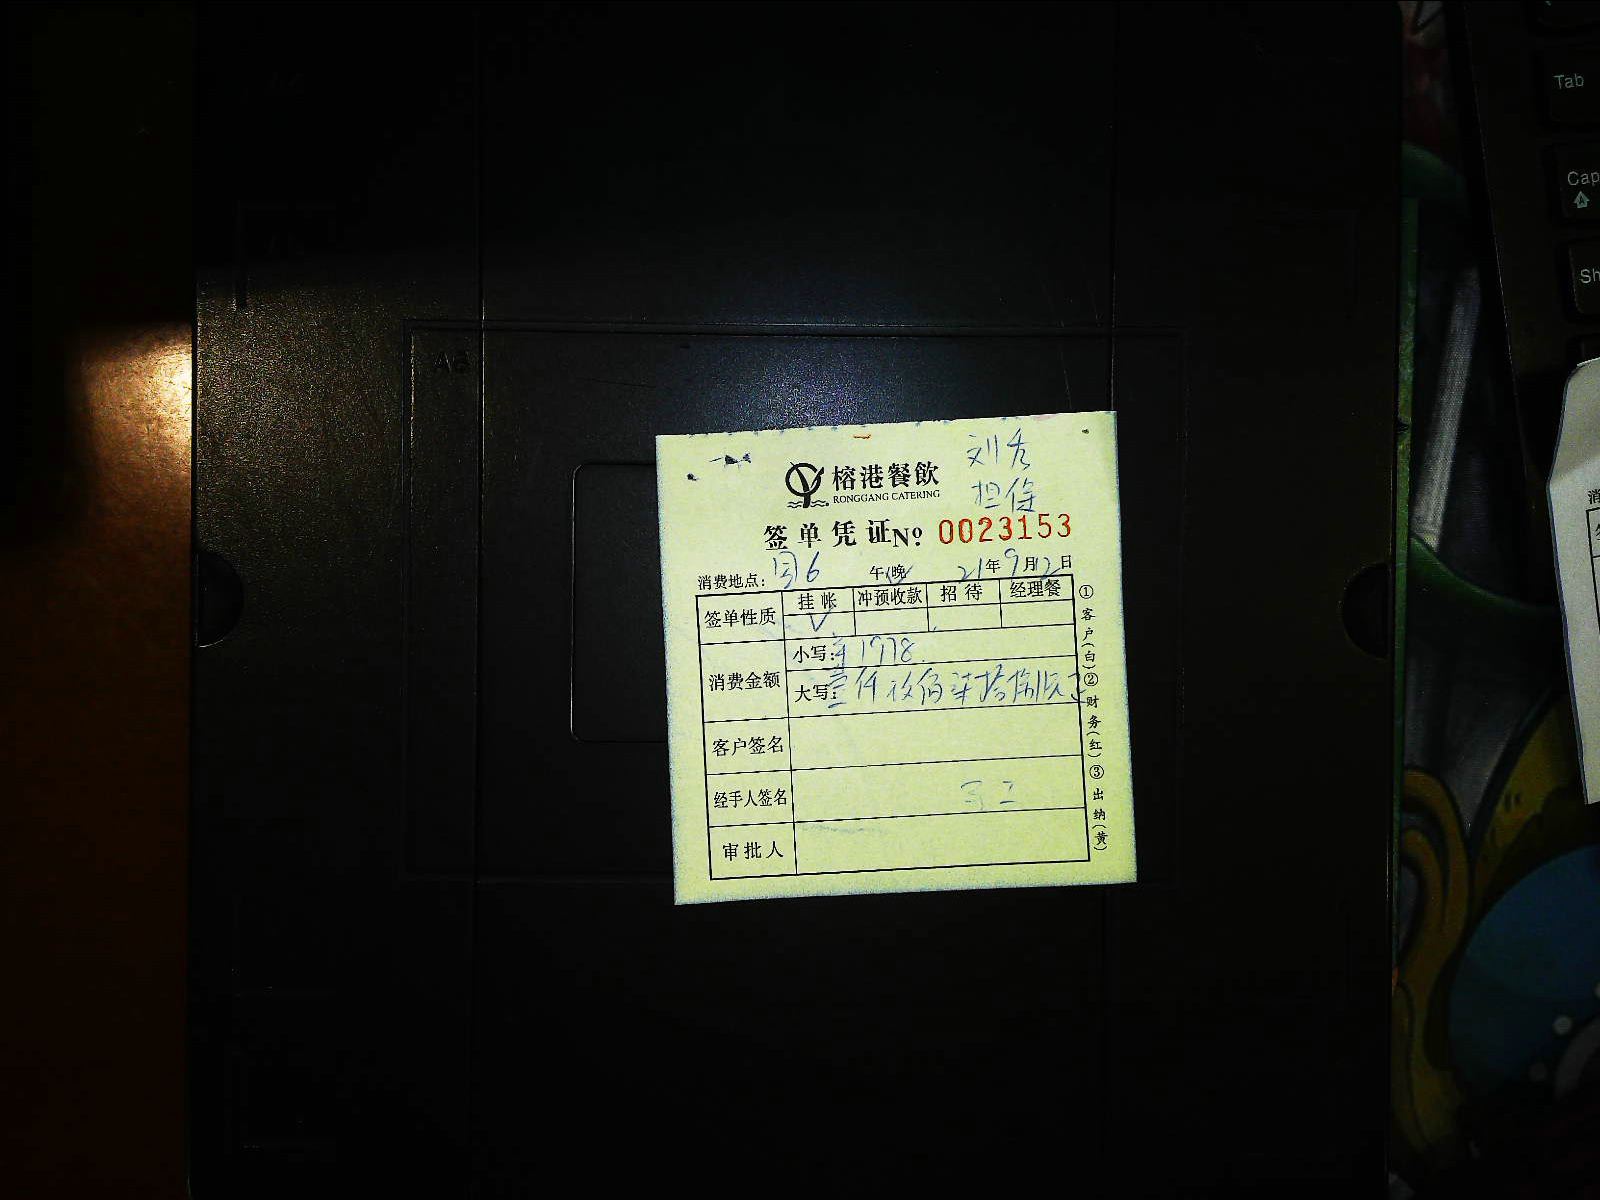 A5
刘秀
担保
榕港餐飲
RONGGANG CATERING
签单凭证No 0023153
消费地点: 国6 午/晚 21年9月12日
签单性质 挂帐 冲预收款 招待 经理餐
V
消费金额 小写: 1978
大写: 壹仟玖佰柒拾捌元
客户签名
经手人签名
审批人
①客户(白)②财务(红)③出纳(黄)
Tab
Cap
Sh